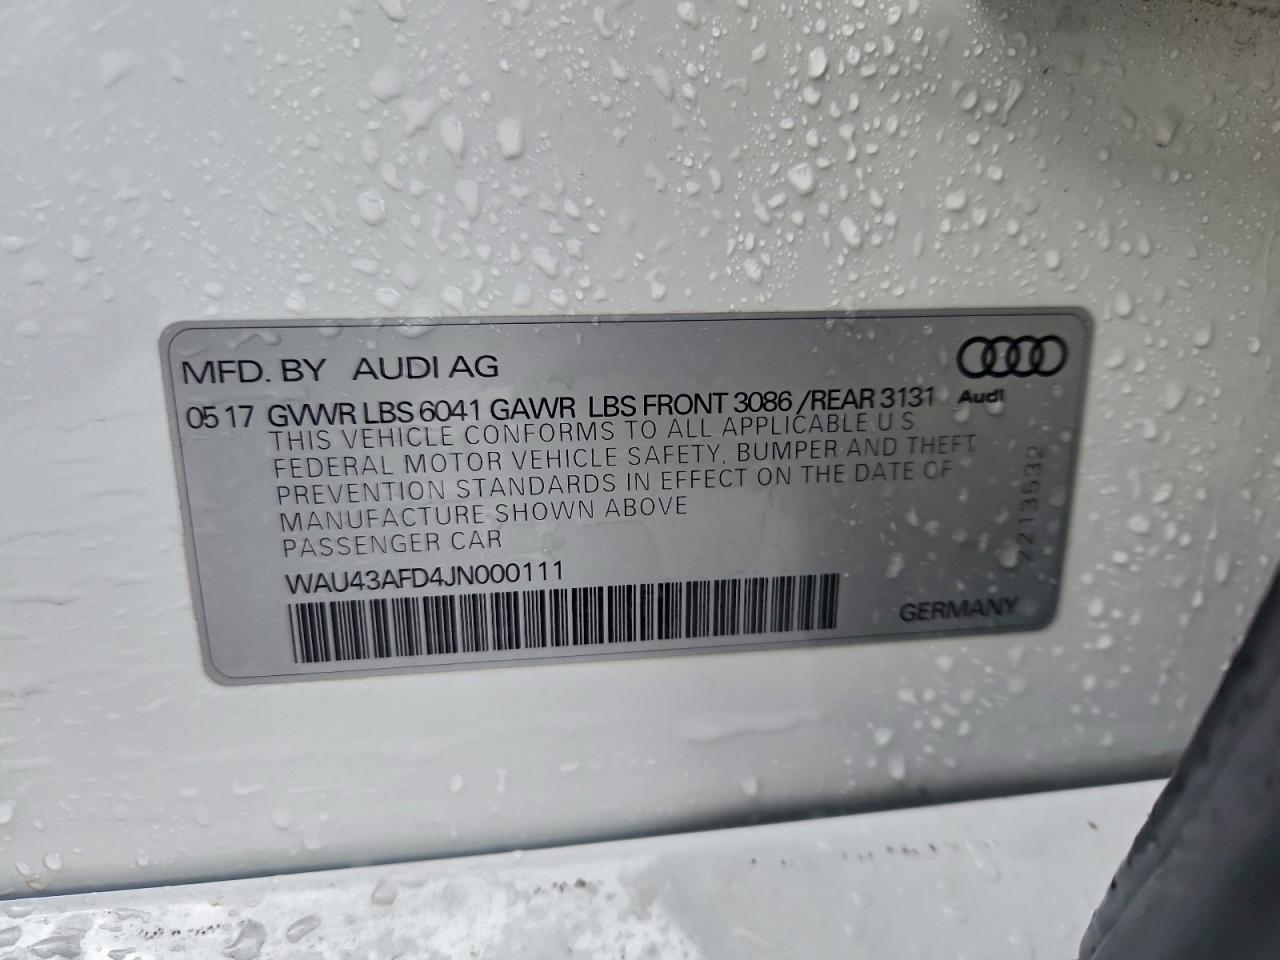 MFD. BY AUDI AG
Audi
05 17 GVWR LBS 6041 GAWR LBS FRONT 3086 /REAR 3131
THIS VEHICLE CONFORMS TO ALL APPLICABLE U S
FEDERAL MOTOR VEHICLE SAFETY, BUMPER AND THEFT
PREVENTION STANDARDS IN EFFECT ON THE DATE OF
MANUFACTURE SHOWN ABOVE
PASSENGER CAR
WAU43AFD4JN000111
GERMANY
2213532